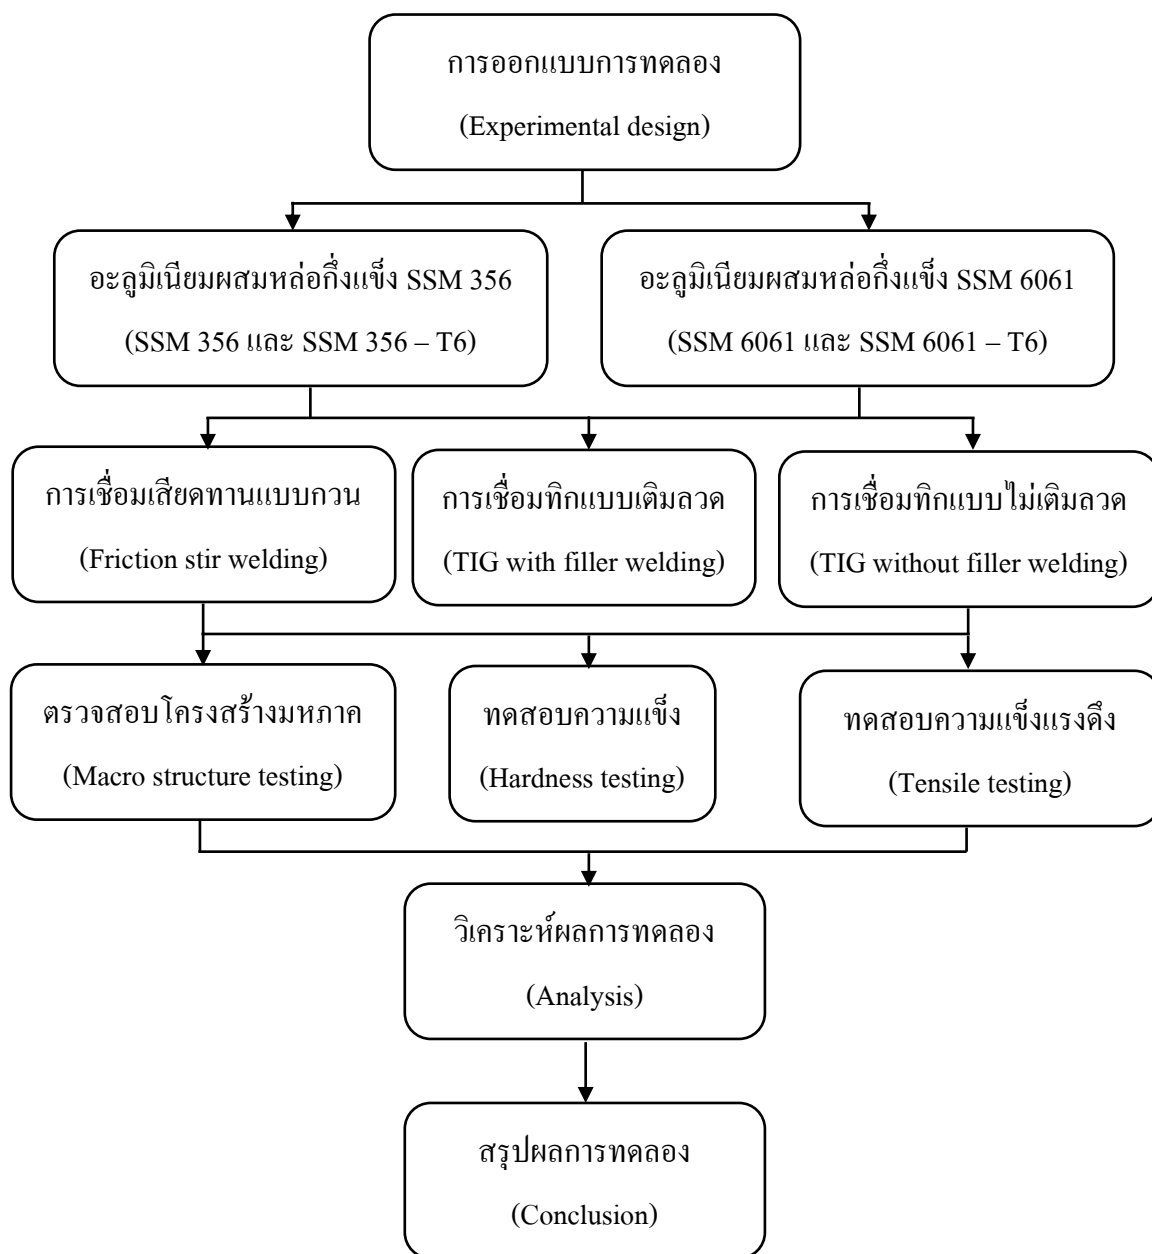 การออกแบบการทดลอง
(Experimental design)
อะลูมิเนียมผสมหล่อกึ่งแข็ง SSM 356
(SSM 356 และ SSM 356 – T6)
อะลูมิเนียมผสมหล่อกึ่งแข็ง SSM 6061
(SSM 6061 และ SSM 6061 – T6)
การเชื่อมเสียดทานแบบกวน
(Friction stir welding)
การเชื่อมทิกแบบเติมลวด
(TIG with filler welding)
การเชื่อมทิกแบบไม่เติมลวด
(TIG without filler welding)
ตรวจสอบโครงสร้างมหภาค
(Macro structure testing)
ทดสอบความแข็ง
(Hardness testing)
ทดสอบความแข็งแรงดึง
(Tensile testing)
วิเคราะห์ผลการทดลอง
(Analysis)
สรุปผลการทดลอง
(Conclusion)